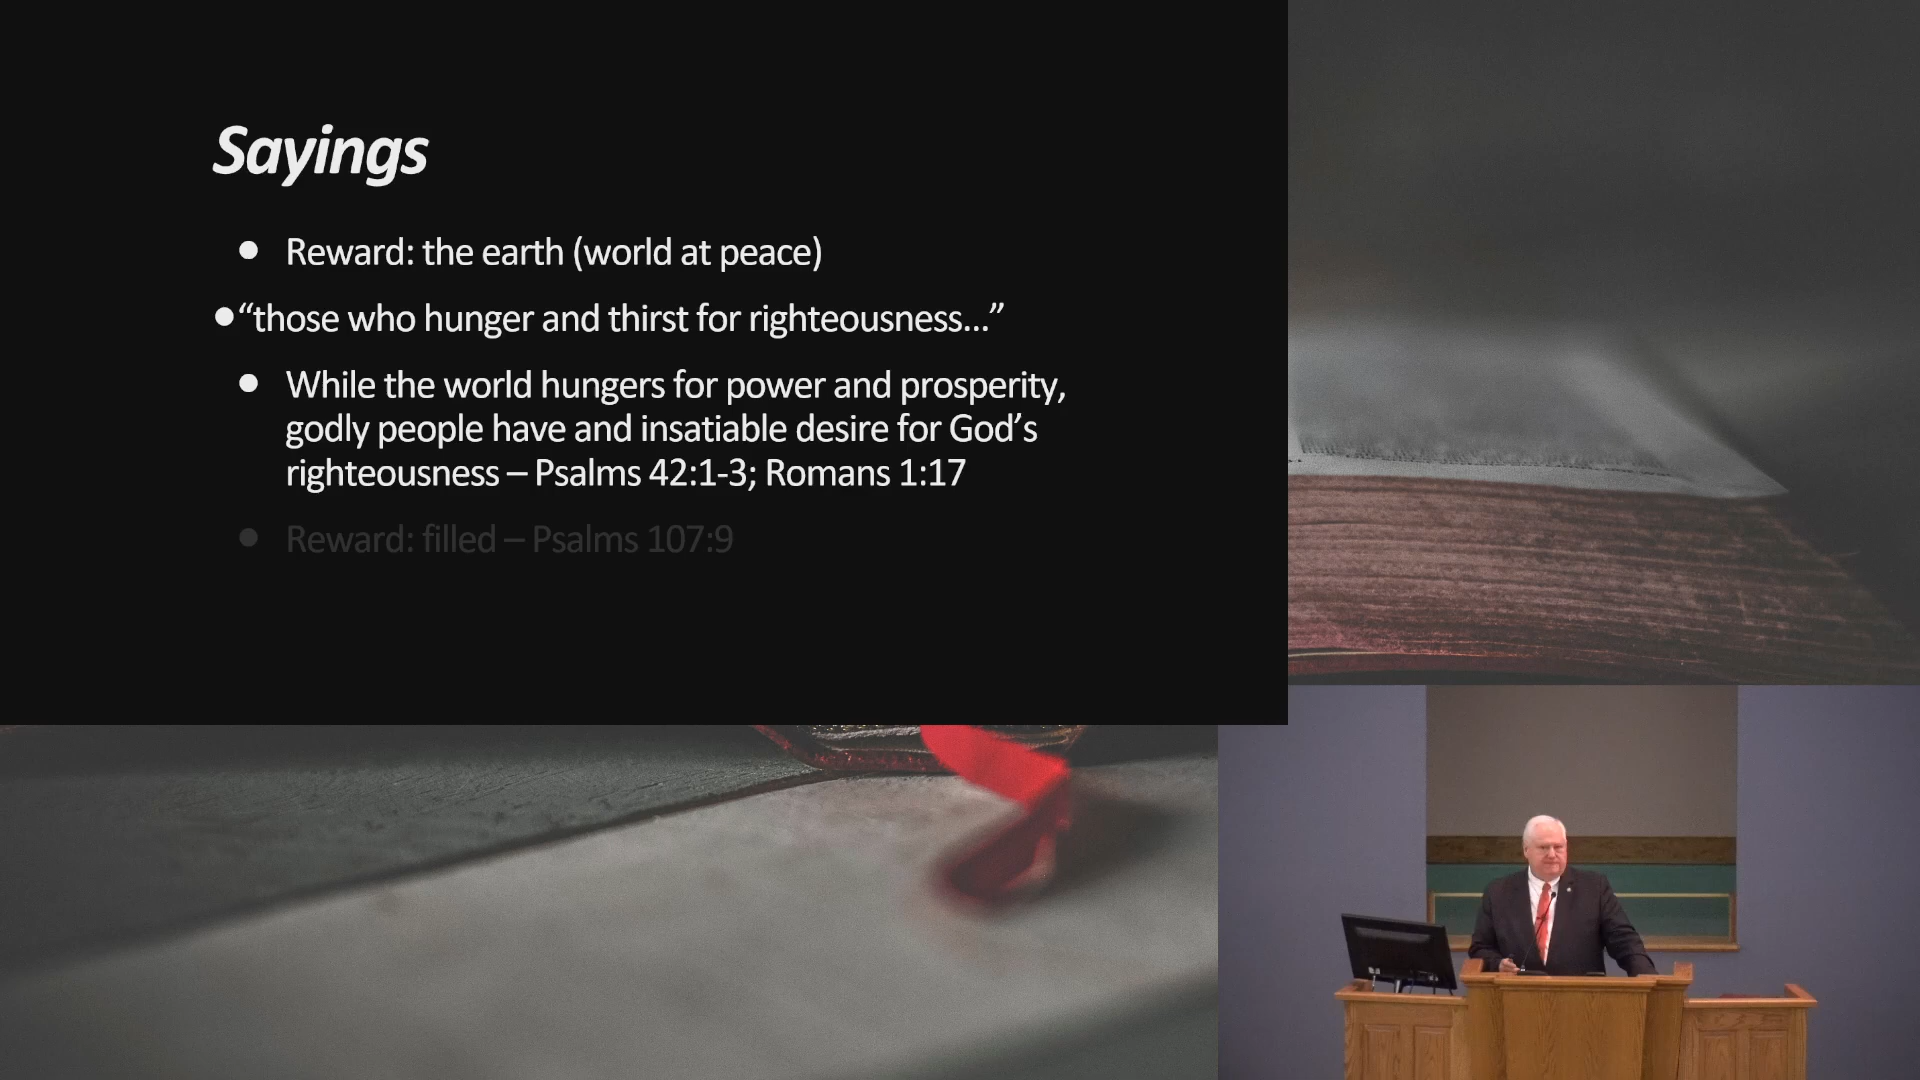 Sayings
● Reward: the earth (world at peace)
● “those who hunger and thirst for righteousness...”
● While the world hungers for power and prosperity,
godly people have and insatiable desire for God’s
righteousness – Psalms 42:1-3; Romans 1:17
● Reward: filled – Psalms 107:9